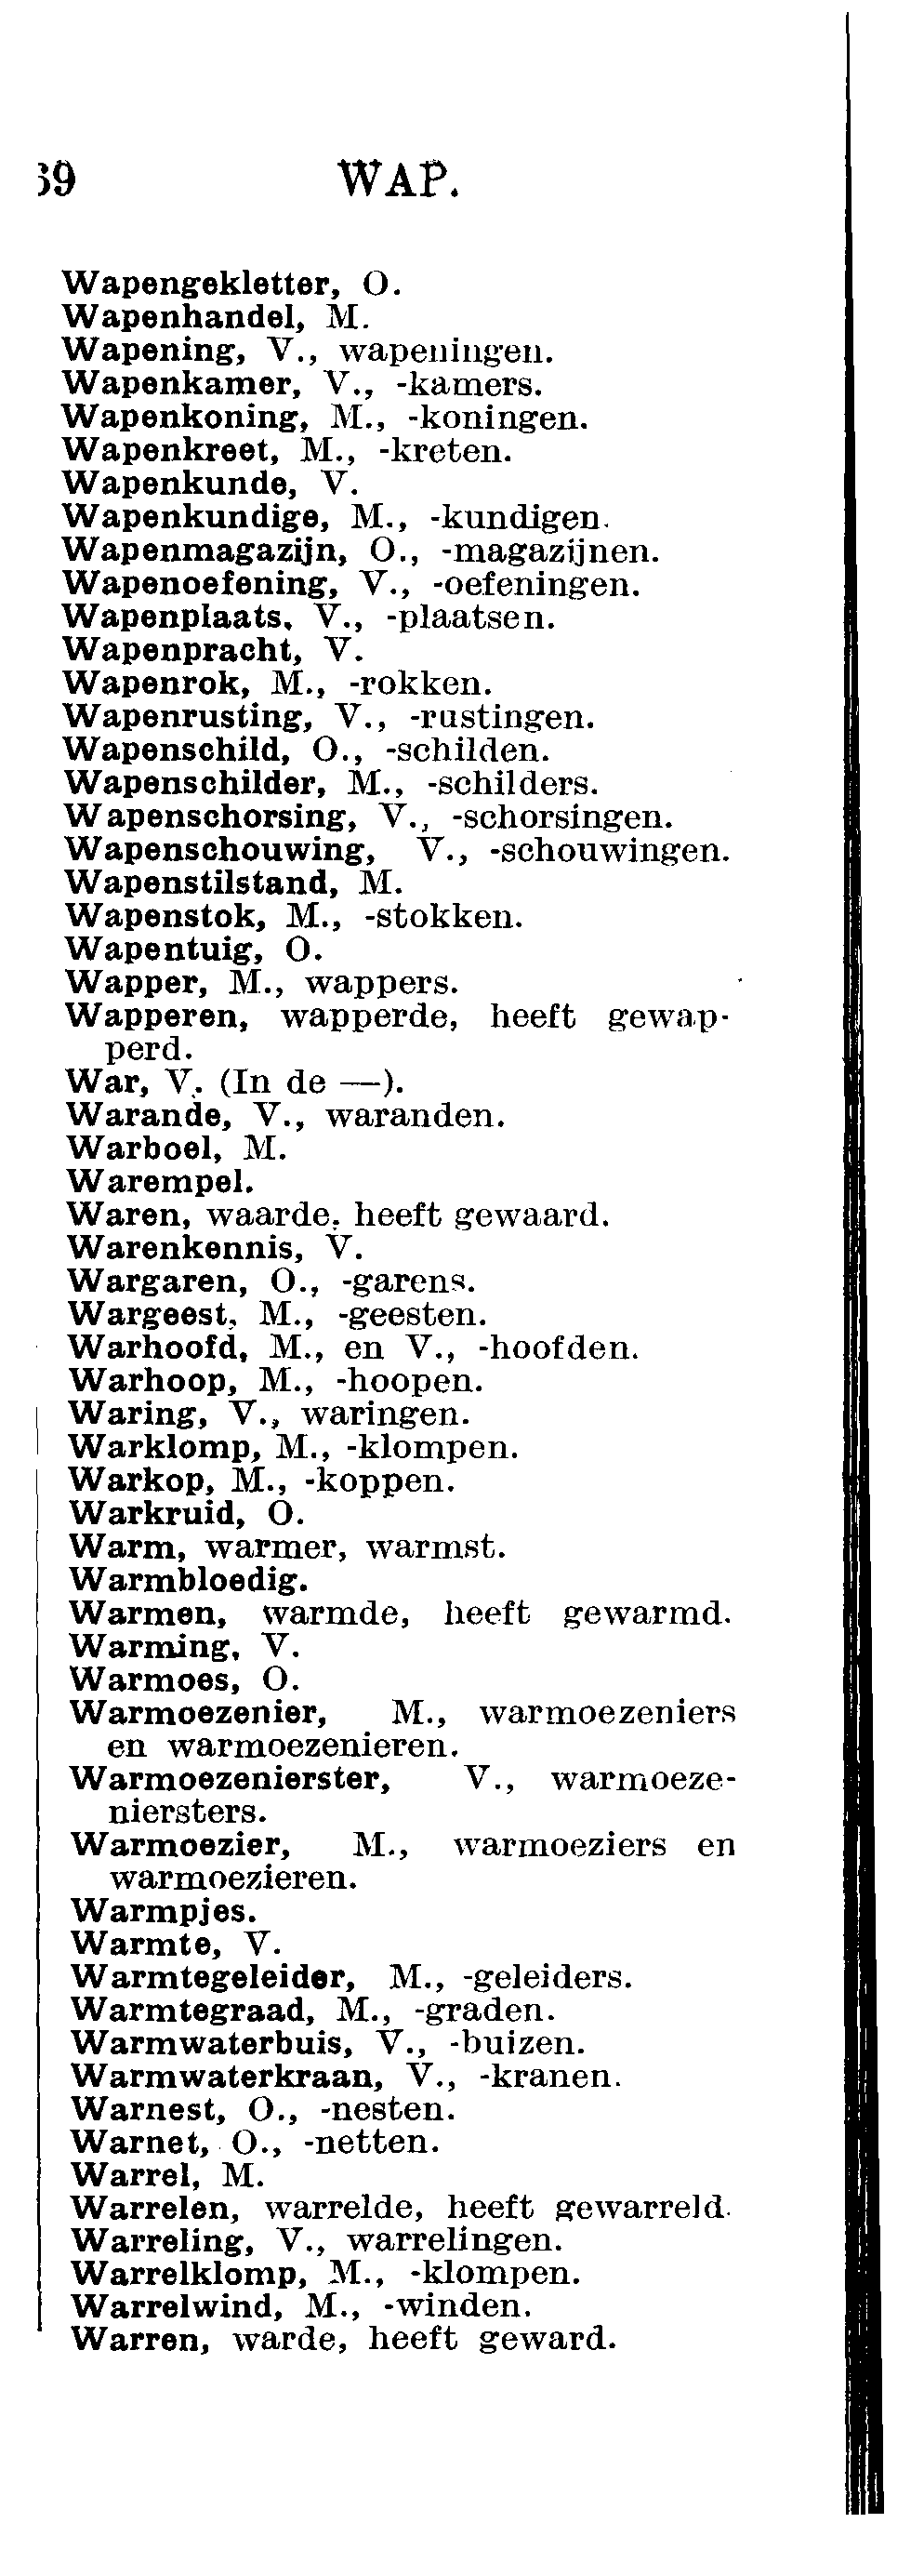 39 WAP.
Wapengekletter, O.
Wapenhandel, M.
Wapening, V., wapeningen.
Wapenkamer, V., -kamers.
Wapenkoning, M., -koningen.
Wapenkreet, M., -kreten.
Wapenkunde, V.
Wapenkundige, M., -kundigen.
Wapenmagazijn, O., -magazijnen.
Wapenoefening, V., -oefeningen.
Wapenplaats, V., -plaatsen.
Wapenpracht, V.
Wapenrok, M., -rokken.
Wapenrusting, V., -rustingen.
Wapenschild, O., -schilden.
Wapenschilder, M., -schilders.
Wapenschorsing, V., -schorsingen.
Wapenschouwing, V., -schouwingen.
Wapenstilstand, M.
Wapenstok, M., -stokken.
Wapentuig, O.
Wapper, M., wappers.
Wapperen, wapperde, heeft gewap-
perd.
War, V. (In de —).
Warande, V., waranden.
Warboel, M.
Warempel.
Waren, waarde, heeft gewaard.
Warenkennis, V.
Wargaren, O., -garens.
Wargeest, M., -geesten.
Warhoofd, M., en V., -hoofden.
Warhoop, M., -hoopen.
Waring, V., waringen.
Warklomp, M., -klompen.
Warkop, M., -koppen.
Warkruid, O.
Warm, warmer, warmst.
Warmbloedig.
Warmen, warmde, heeft gewarmd.
Warming, V.
Warmoes, O.
Warmoezenier, M., warmoezeniers
en warmoezenieren.
Warmoezenierster, V., warmoeze-
niersters.
Warmoezier, M., warmoeziers en
warmoezieren.
Warmpjes.
Warmte, V.
Warmtegeleider, M., -geleiders.
Warmtegraad, M., -graden.
Warmwaterbuis, V., -buizen.
Warmwaterkraan, V., -kranen.
Warnest, O., -nesten.
Warnet, O., -netten.
Warrel, M.
Warrelen, warrelde, heeft gewarreld.
Warreling, V., warrelingen.
Warrelklomp, M., -klompen.
Warrelwind, M., -winden.
Warren, warde, heeft geward.